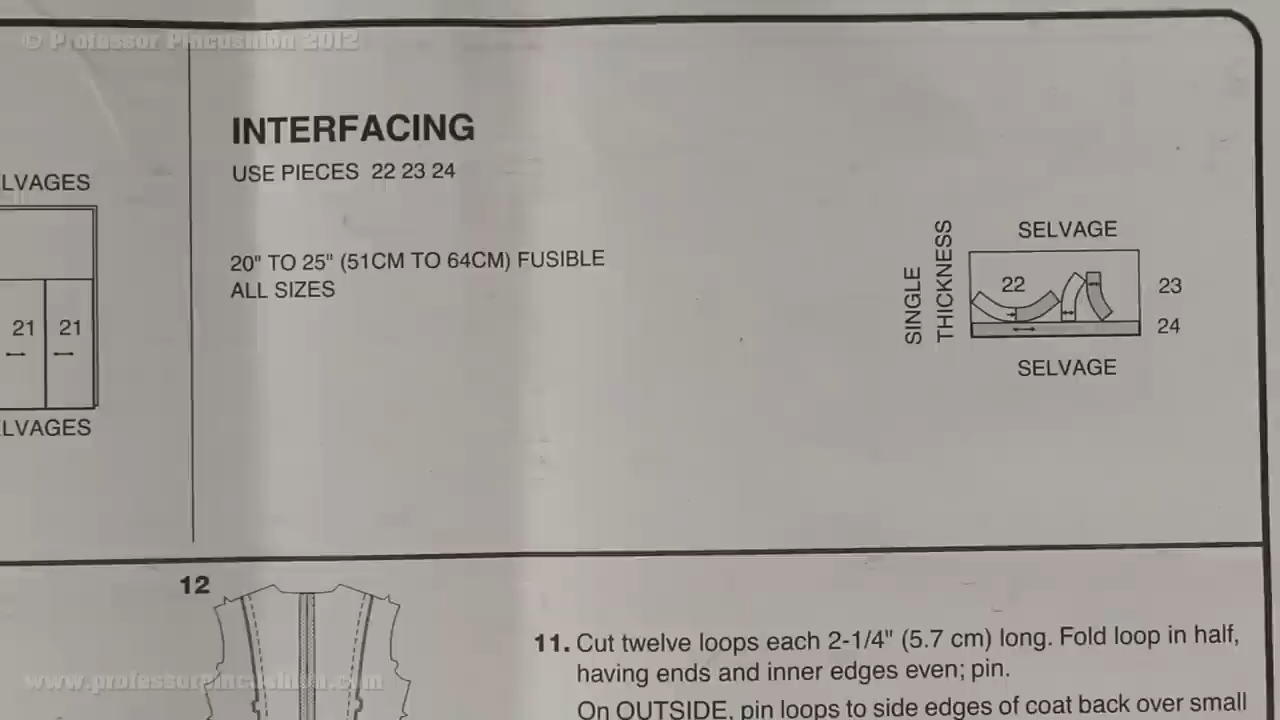 © Professor Pincushion 2012
INTERFACING
USE PIECES 22 23 24
LVAGES
20" TO 25" (51CM TO 64CM) FUSIBLE
ALL SIZES
21 21
LVAGES
SINGLE
THICKNESS
SELVAGE
22
23
24
SELVAGE
12
11. Cut twelve loops each 2-1/4" (5.7 cm) long. Fold loop in half,
having ends and inner edges even; pin.
On OUTSIDE, pin loops to side edges of coat back over small
www.professorpincushion.com